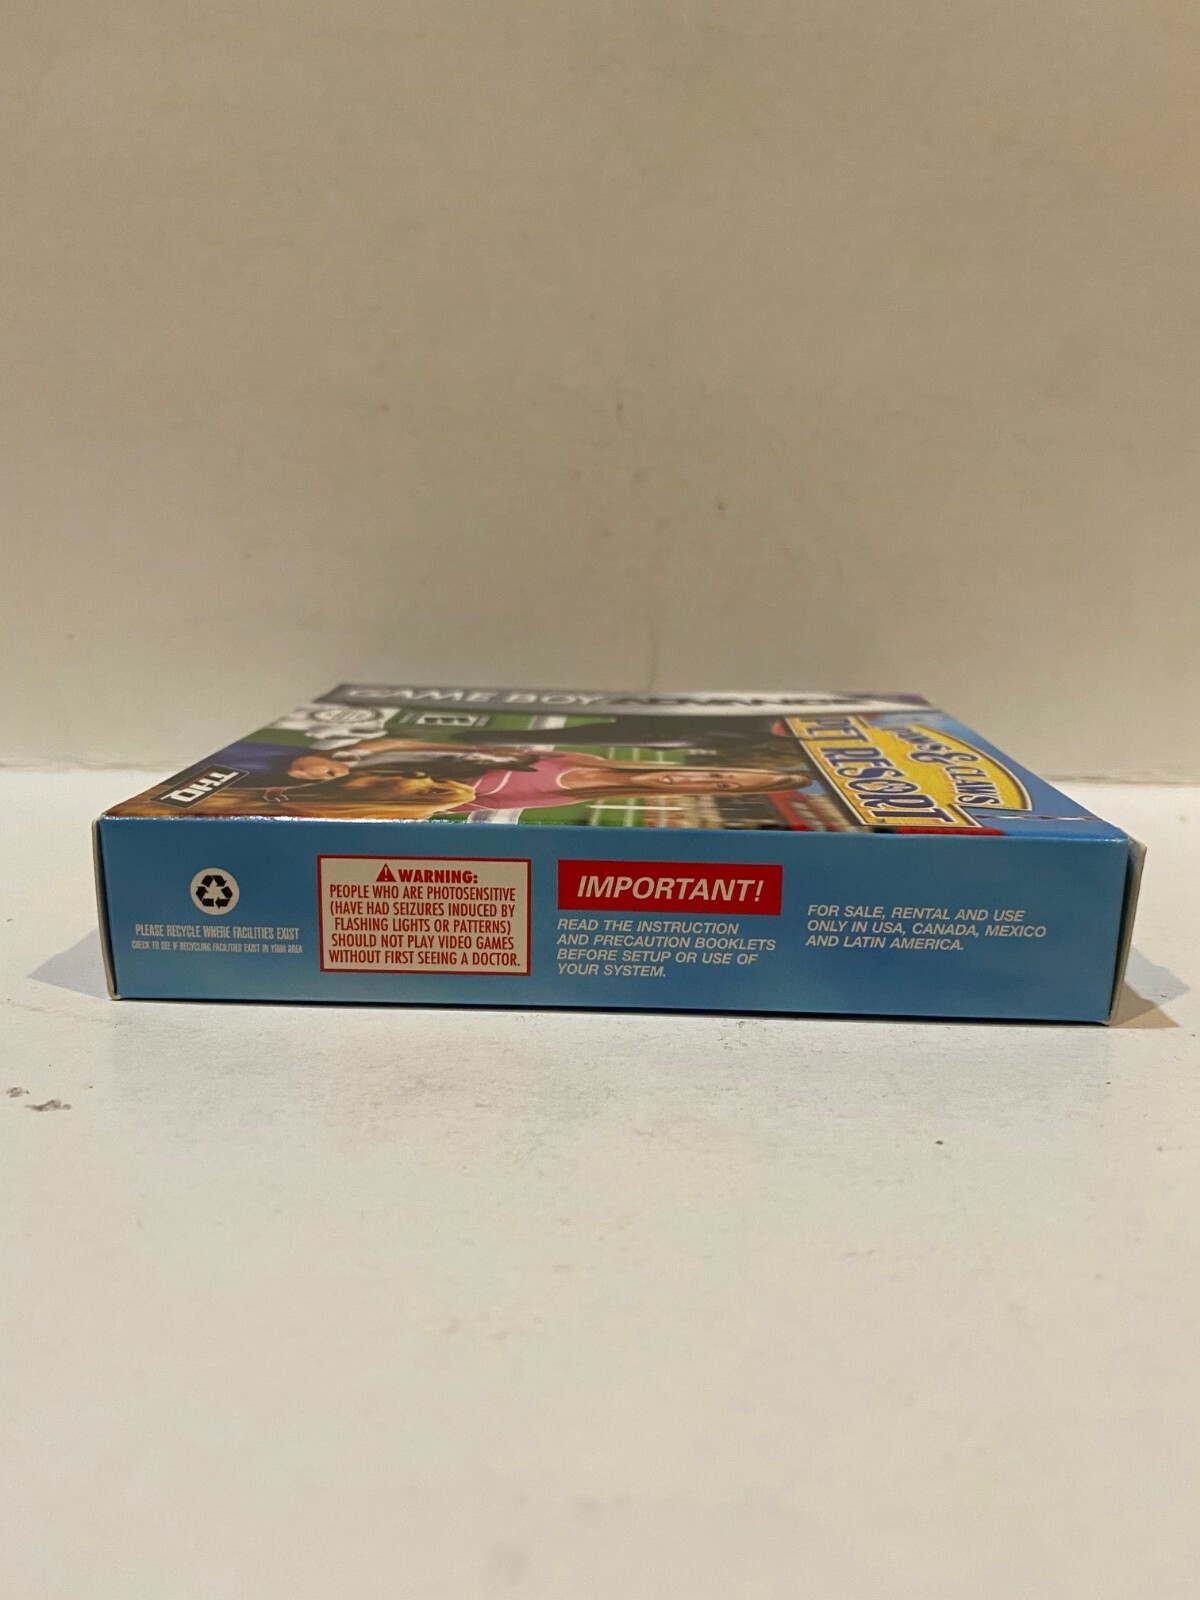 GAME BOY ADVANCE
PAWS & CLAWS
PET RESORT
THQ
E
PLEASE RECYCLE WHERE FACILITIES EXIST
CHECK TO SEE IF RECYCLING FACILITIES EXIST IN YOUR AREA
WARNING:
PEOPLE WHO ARE PHOTOSENSITIVE
(HAVE HAD SEIZURES INDUCED BY
FLASHING LIGHTS OR PATTERNS)
SHOULD NOT PLAY VIDEO GAMES
WITHOUT FIRST SEEING A DOCTOR.
IMPORTANT!
READ THE INSTRUCTION
AND PRECAUTION BOOKLETS
BEFORE SETUP OR USE OF
YOUR SYSTEM.
FOR SALE, RENTAL AND USE
ONLY IN USA, CANADA, MEXICO
AND LATIN AMERICA.